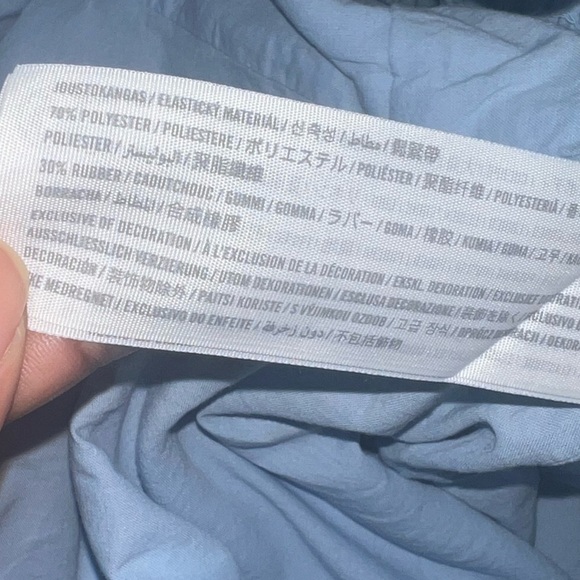 JOUSTOKANGAS / ELASTICKÝ MATERIÁL / 신축성 / مطاط / 製緊帶
70% POLYESTER / POLIESTERE / ポリエステル / POLIÉSTER / 聚酯纤维 / POLYESTERIÁ /
POLIESTER / البوليستر / 聚脂纖維
30% RUBBER / CAOUTCHOUC / GUMMI / GOMMA / ラバー / GOMA / 橡胶 / KUMIA / GUMA / 고무 /
BORRACHA / المطاط / 合成橡膠
EXCLUSIVE OF DECORATION / À L'EXCLUSION DE LA DÉCORATION / EKSKL. DEKORATION / EXCLUSIEF
AUSSCHLIESSLICH VERZIERUNG / UTOM DEKORATIONEN / ESCLUSA DECORAZIONE / 装飾を除く /
DECORACIÓN / 装饰物除外 / PAITSI KORISTE / S VÝJIMKOU OZDOB / 고급 장식 /
KE MEDREGNET / EXCLUSIVO DO ENFEITE / دون زخرفة / 不包括飾物